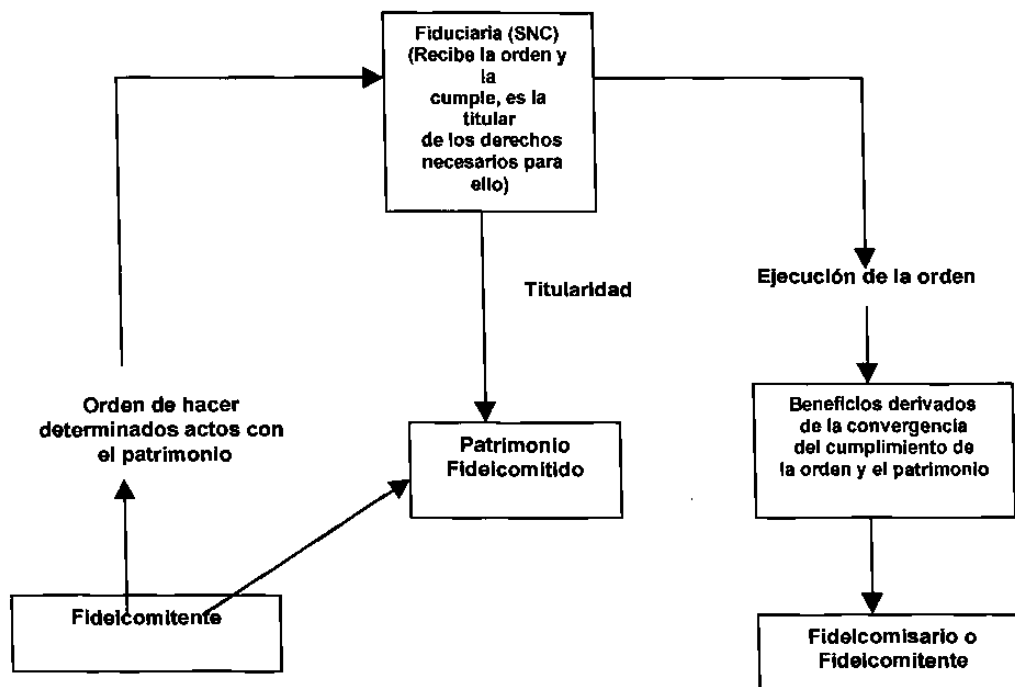 Fiduciaria (SNC)
(Recibe la orden y
la
cumple, es la
titular
de los derechos
necesarios para
ello)
Titularidad
Ejecución de la orden
Orden de hacer
determinados actos con
el patrimonio
Beneficios derivados
de la convergencia
del cumplimiento de
la orden y el patrimonio
Patrimonio
Fideicomitido
Fideicomitente
Fideicomisario o
Fideicomitente